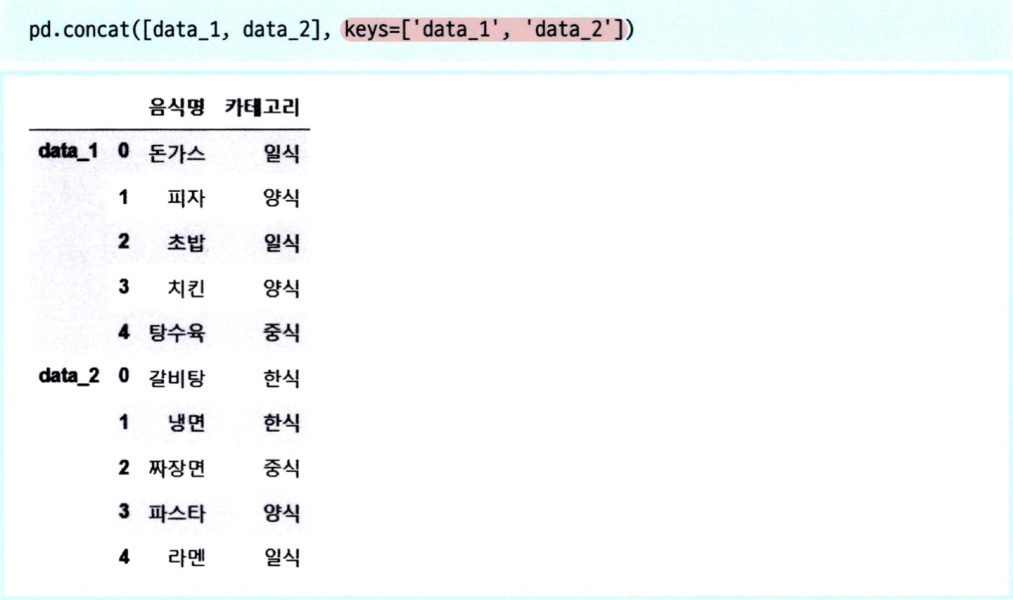 pd.concat([data_1, data_2], keys=['data_1', 'data_2'])
음식명 카테고리
data_1 0 돈가스 일식
1 피자 양식
2 초밥 일식
3 치킨 양식
4 탕수육 중식
data_2 0 갈비탕 한식
1 냉면 한식
2 짜장면 중식
3 파스타 양식
4 라멘 일식